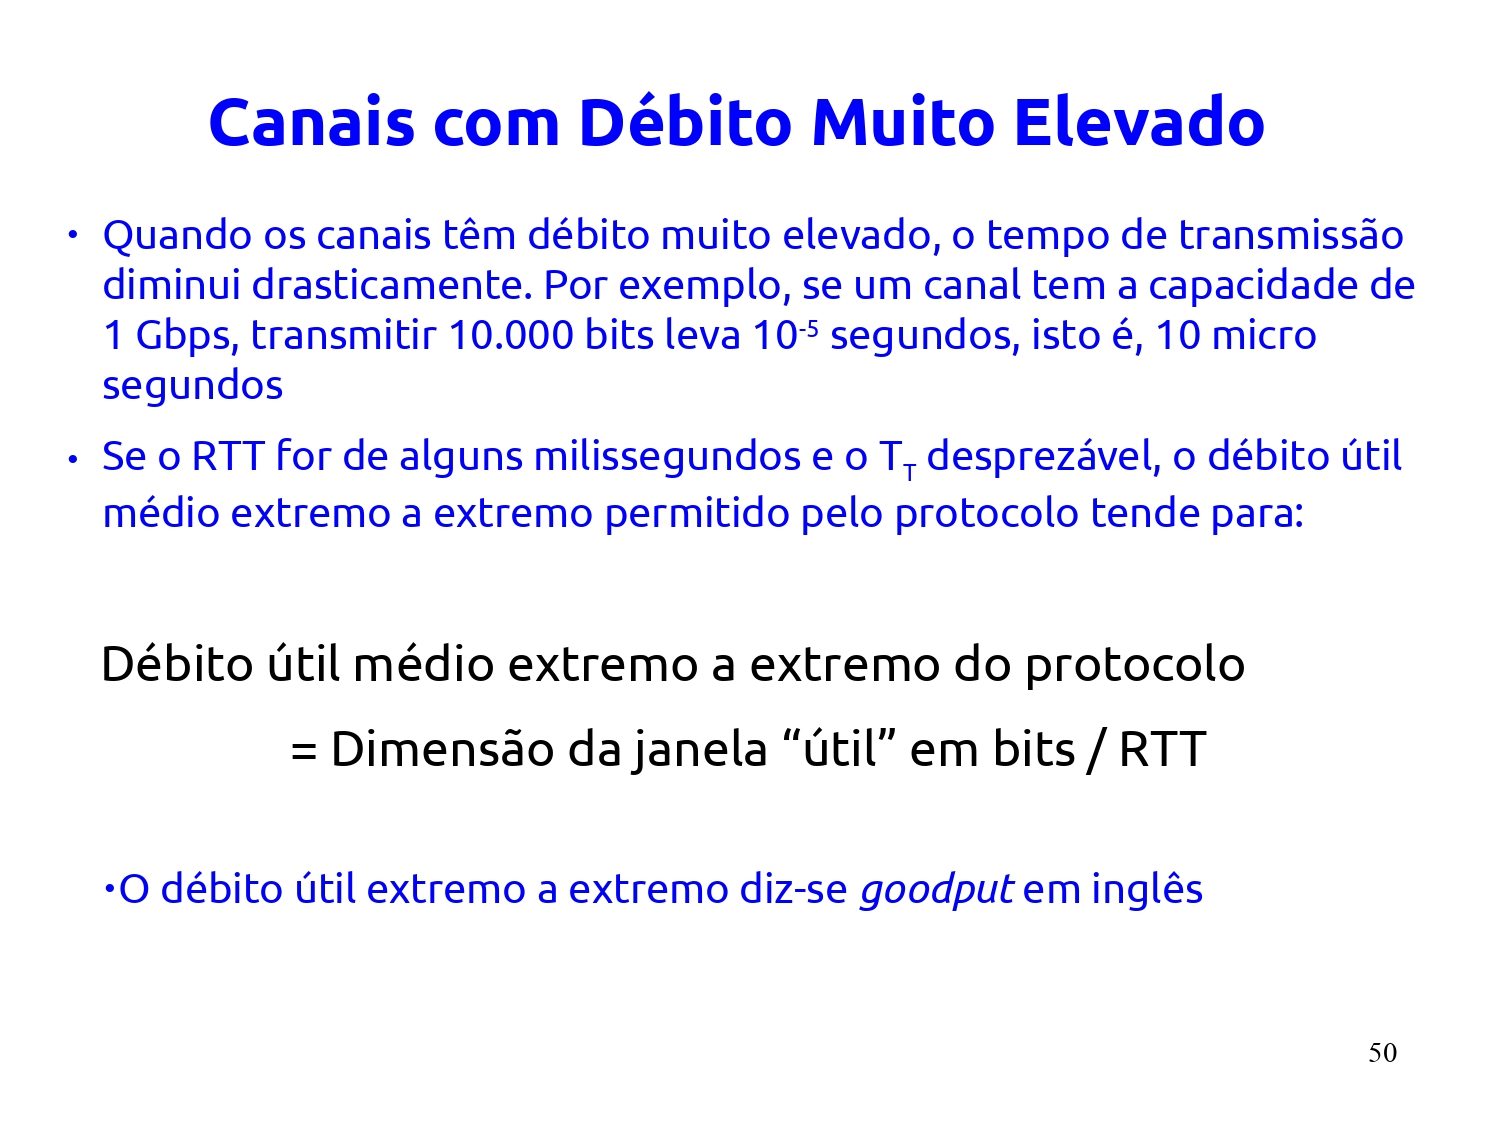 Canais com Débito Muito Elevado
• Quando os canais têm débito muito elevado, o tempo de transmissão
diminui drasticamente. Por exemplo, se um canal tem a capacidade de
1 Gbps, transmitir 10.000 bits leva 10-5 segundos, isto é, 10 micro
segundos
• Se o RTT for de alguns milissegundos e o TT desprezável, o débito útil
médio extremo a extremo permitido pelo protocolo tende para:
Débito útil médio extremo a extremo do protocolo
= Dimensão da janela “útil” em bits / RTT
•O débito útil extremo a extremo diz-se goodput em inglês
50